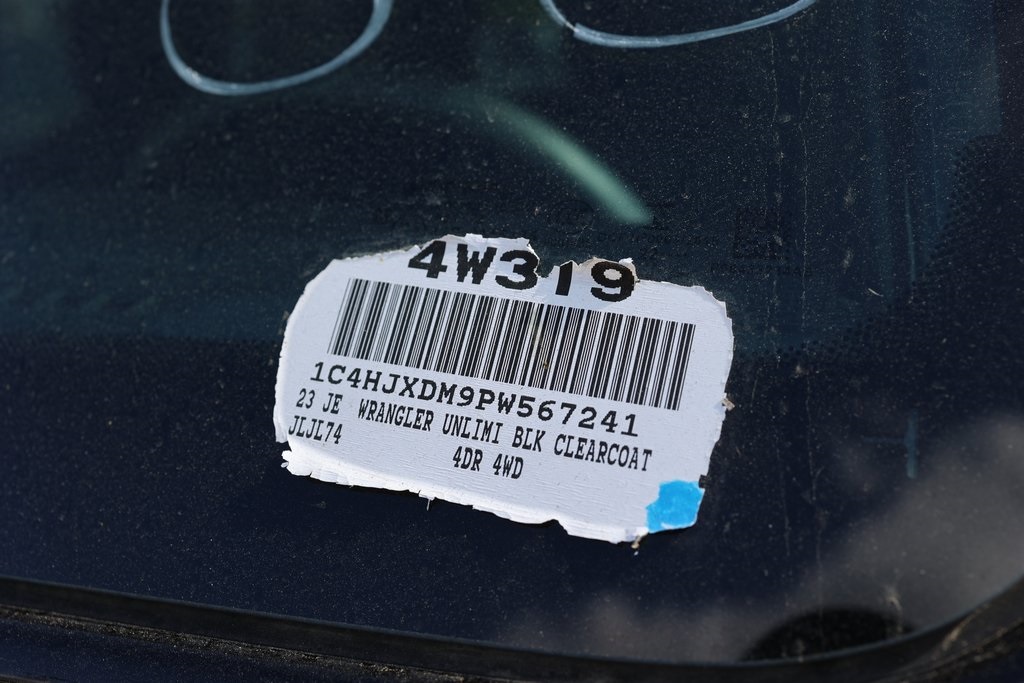 4W319
1C4HJXDM9PW567241
23 JE WRANGLER UNLIMI BLK CLEARCOAT
JLJL74 4DR 4WD